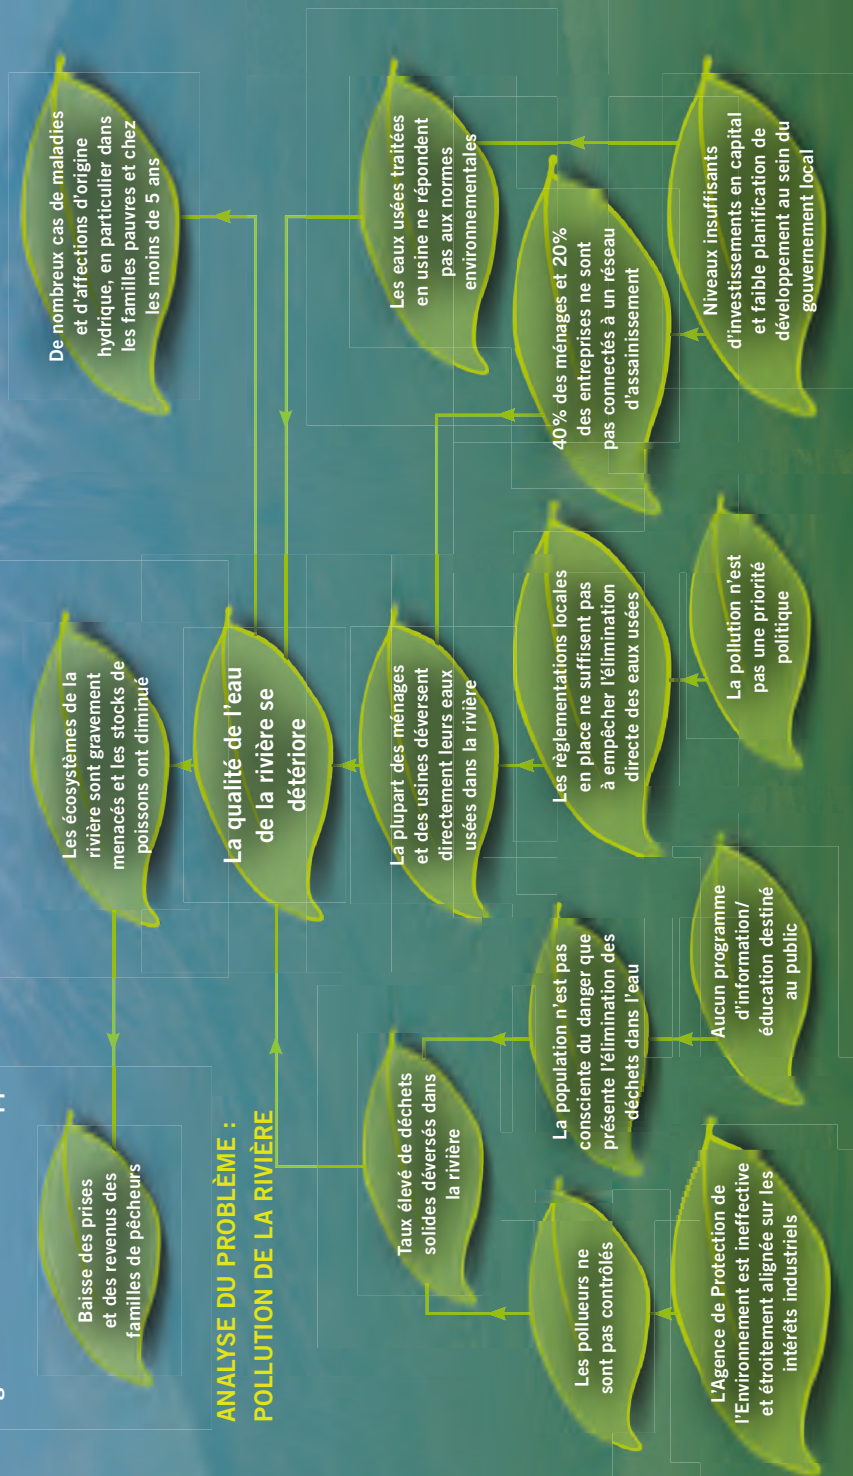 Baisse des prises
et des revenus des
familles de pêcheurs
Les écosystèmes de la
rivière sont gravement
menacés et les stocks de
poissons ont diminué
De nombreux cas de maladies
et d'affections d'origine
hydrique, en particulier dans
les familles pauvres et chez
les moins de 5 ans
ANALYSE DU PROBLÈME :
POLLUTION DE LA RIVIÈRE
La qualité de l'eau
de la rivière se
détériore
Taux élevé de déchets
solides déversés dans
la rivière
La plupart des ménages
et des usines déversent
directement leurs eaux
usées dans la rivière
Les eaux usées traitées
en usine ne répondent
pas aux normes
environnementales
Les pollueurs ne
sont pas contrôlés
La population n'est pas
consciente du danger que
présente l'élimination des
déchets dans l'eau
Les règlementations locales
en place ne suffisent pas
à empêcher l'élimination
directe des eaux usées
40% des ménages et 20%
des entreprises ne sont
pas connectés à un réseau
d'assainissement
L'Agence de Protection de
l'Environnement est ineffective
et étroitement alignée sur les
intérêts industriels
Aucun programme
d'information/
éducation destiné
au public
La pollution n'est
pas une priorité
politique
Niveaux insuffisants
d'investissements en capital
et faible planification de
développement au sein du
gouvernement local